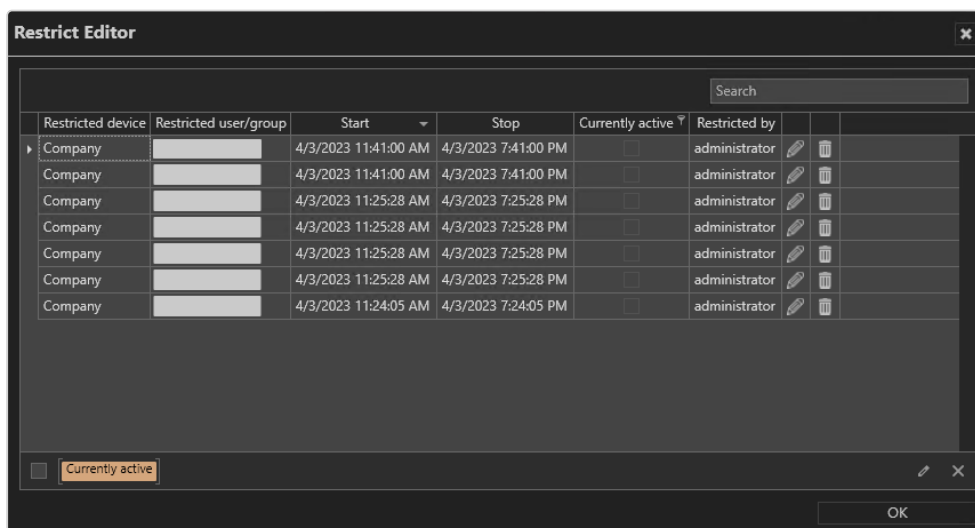 Restrict Editor
Search
Restricted device Restricted user/group Start Stop Currently active Restricted by
Company 4/3/2023 11:41:00 AM 4/3/2023 7:41:00 PM administrator
Company 4/3/2023 11:41:00 AM 4/3/2023 7:41:00 PM administrator
Company 4/3/2023 11:25:28 AM 4/3/2023 7:25:28 PM administrator
Company 4/3/2023 11:25:28 AM 4/3/2023 7:25:28 PM administrator
Company 4/3/2023 11:25:28 AM 4/3/2023 7:25:28 PM administrator
Company 4/3/2023 11:25:28 AM 4/3/2023 7:25:28 PM administrator
Company 4/3/2023 11:24:05 AM 4/3/2023 7:24:05 PM administrator
Currently active
OK